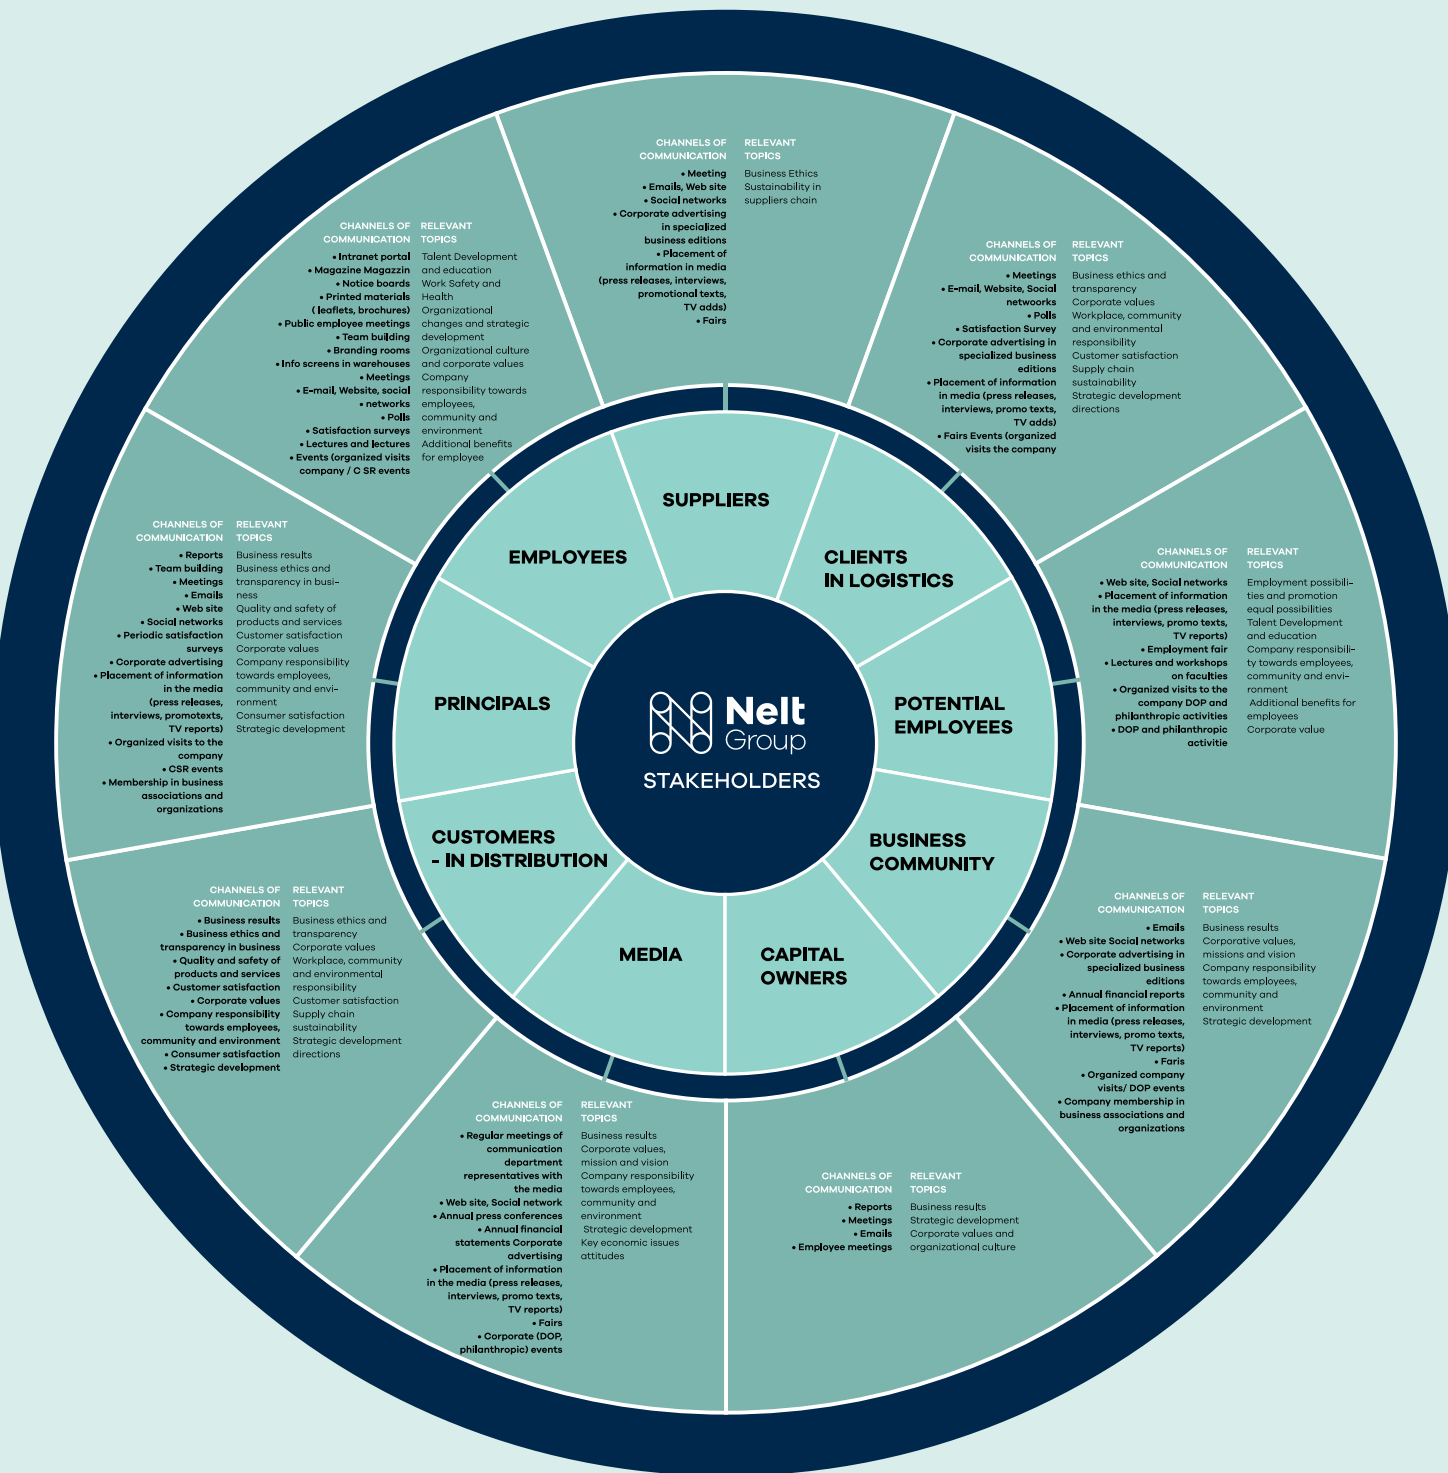 Nelt
Group
STAKEHOLDERS
SUPPLIERS
CHANNELS OF
COMMUNICATION
• Meeting
• Emails, Web site
• Social networks
• Corporate advertising
in specialized
business editions
• Placement of
information in media
(press releases, interviews,
promotional texts,
TV adds)
• Fairs
RELEVANT
TOPICS
Business Ethics
Sustainability in
suppliers chain
CLIENTS
IN LOGISTICS
CHANNELS OF
COMMUNICATION
• Meetings
• E-mail, Website, Social
netwoorks
• Polls
• Satisfaction Survey
• Corporate advertising in
specialized business
editions
• Placement of information
in media (press releases,
interviews, promo texts,
TV adds)
• Fairs Events (organized
visits the company
RELEVANT
TOPICS
Business ethics and
transparency
Corporate values
Workplace, community
and environmental
responsibility
Customer satisfaction
Supply chain
sustainability
Strategic development
directions
POTENTIAL
EMPLOYEES
CHANNELS OF
COMMUNICATION
• Web site, Social networks
• Placement of information
in the media (press releases,
interviews, promo texts,
TV reports)
• Employment fair
• Lectures and workshops
on faculties
• Organized visits to the
company DOP and
philanthropic activities
• DOP and philanthropic
activitie
RELEVANT
TOPICS
Employment possibili-
ties and promotion
equal possibilities
Talent Development
and education
Company responsibili-
ty towards employees,
community and envi-
ronment
Additional benefits for
employees
Corporate value
BUSINESS
COMMUNITY
CHANNELS OF
COMMUNICATION
• Emails
• Web site Social networks
• Corporate advertising in
specialized business
editions
• Annual financial reports
• Placement of information
in media (press releases,
interviews, promo texts,
TV reports)
• Faris
• Organized company
visits/ DOP events
• Company membership in
business associations and
organizations
RELEVANT
TOPICS
Business results
Corporative values,
missions and vision
Company responsibility
towards employees,
community and
environment
Strategic development
CAPITAL
OWNERS
CHANNELS OF
COMMUNICATION
• Reports
• Meetings
• Emails
• Employee meetings
RELEVANT
TOPICS
Business results
Strategic development
Corporate values and
organizational culture
MEDIA
CHANNELS OF
COMMUNICATION
• Regular meetings of
communication
department
representatives with
the media
• Web site, Social network
• Annual press conferences
• Annual financial
statements Corporate
advertising
• Placement of information
in the media (press releases,
interviews, promo texts,
TV reports)
• Fairs
• Corporate (DOP,
philanthropic) events
RELEVANT
TOPICS
Business results
Corporate values,
mission and vision
Company responsibility
towards employees,
community and
environment
Strategic development
Key economic issues
attitudes
CUSTOMERS
- IN DISTRIBUTION
CHANNELS OF
COMMUNICATION
• Business results
• Business ethics and
transparency in business
• Quality and safety of
products and services
• Customer satisfaction
• Corporate values
• Company responsibility
towards employees,
community and environment
• Consumer satisfaction
• Strategic development
RELEVANT
TOPICS
Business ethics and
transparency
Corporate values
Workplace, community
and environmental
responsibility
Customer satisfaction
Supply chain
sustainability
Strategic development
directions
PRINCIPALS
CHANNELS OF
COMMUNICATION
• Reports
• Team building
• Meetings
• Emails
• Web site
• Social networks
• Periodic satisfaction
surveys
• Corporate advertising
• Placement of information
in the media
(press releases,
interviews, promotexts,
TV reports)
• Organized visits to the
company
• CSR events
• Membership in business
associations and
organizations
RELEVANT
TOPICS
Business results
Business ethics and
transparency in busi-
ness
Quality and safety of
products and services
Customer satisfaction
Corporate values
Company responsibility
towards employees,
community and envi-
ronment
Consumer satisfaction
Strategic development
EMPLOYEES
CHANNELS OF
COMMUNICATION
• Intranet portal
• Magazine Magazzin
• Notice boards
• Printed materials
( leaflets, brochures)
• Public employee meetings
• Team building
• Branding rooms
• Info screens in warehouses
• Meetings
• E-mail, Website, social
• networks
• Polls
• Satisfaction surveys
• Lectures and lectures
• Events (organized visits
company / C SR events
RELEVANT
TOPICS
Talent Development
and education
Work Safety and
Health
Organizational
changes and strategic
development
Organizational culture
and corporate values
Company
responsibility towards
employees,
community and
environment
Additional benefits
for employee